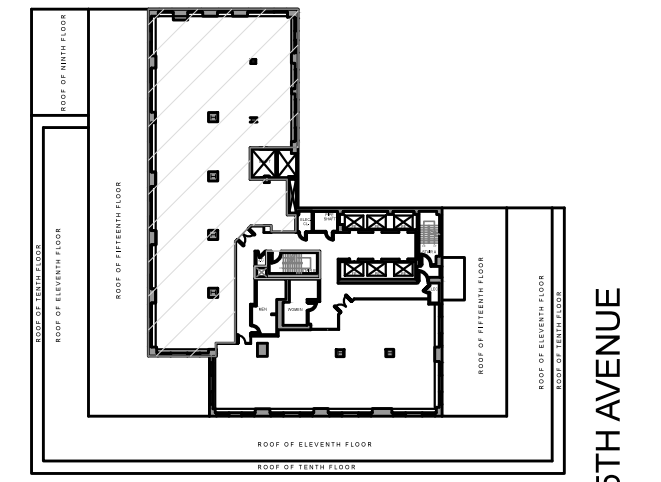 ROOF OF NINTH FLOOR
ROOF OF TENTH FLOOR
ROOF OF ELEVENTH FLOOR
ROOF OF FIFTEENTH FLOOR
MEN
WOMEN
ROOF OF FIFTEENTH FLOOR
ROOF OF ELEVENTH FLOOR
ROOF OF TENTH FLOOR
5TH AVENUE
ROOF OF ELEVENTH FLOOR
ROOF OF TENTH FLOOR